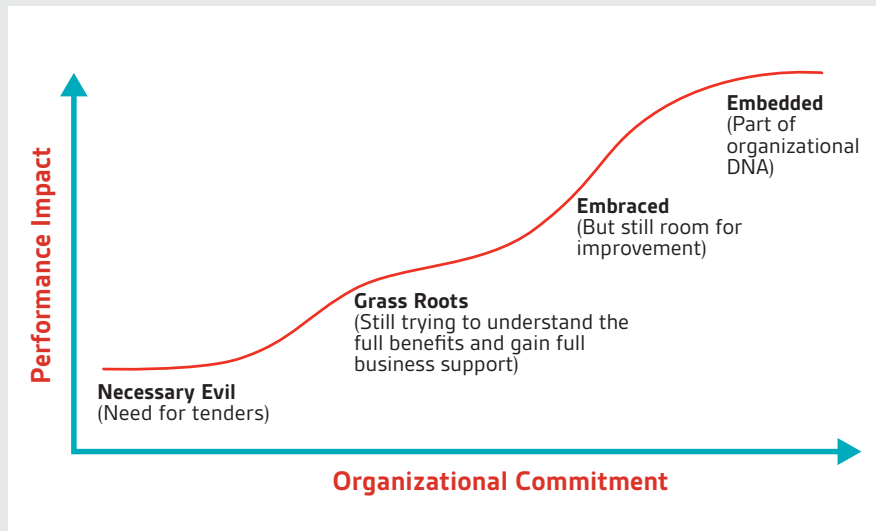 Performance Impact
Embedded
(Part of
organizational
DNA)
Embraced
(But still room for
improvement)
Grass Roots
(Still trying to understand the
full benefits and gain full
business support)
Necessary Evil
(Need for tenders)
Organizational Commitment